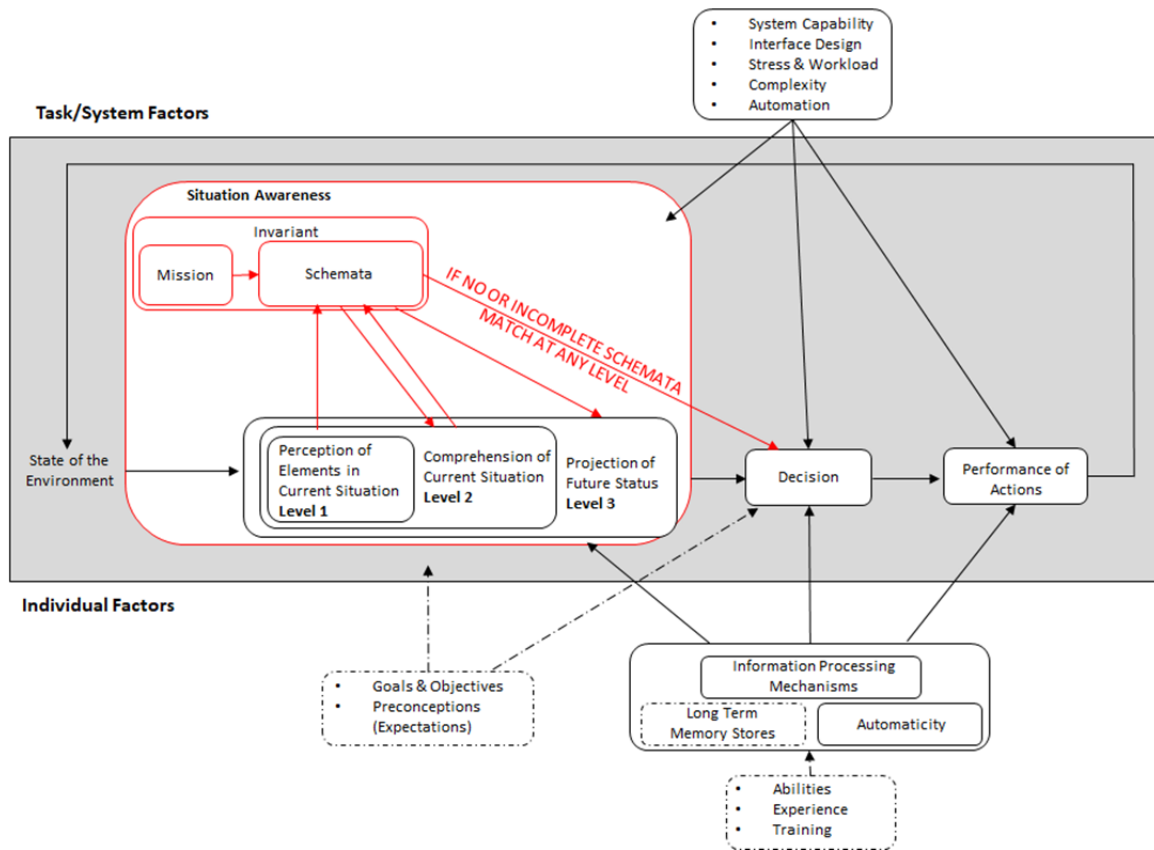 • System Capability
• Interface Design
• Stress & Workload
• Complexity
• Automation
Task/System Factors
Situation Awareness
Invariant
Mission
Schemata
IF NO OR INCOMPLETE SCHEMATA
MATCH AT ANY LEVEL
State of the
Environment
Perception of
Elements in
Current Situation
Level 1
Comprehension of
Current Situation
Level 2
Projection of
Future Status
Level 3
Decision
Performance of
Actions
Individual Factors
• Goals & Objectives
• Preconceptions
(Expectations)
Information Processing
Mechanisms
Long Term
Memory Stores
Automaticity
• Abilities
• Experience
• Training